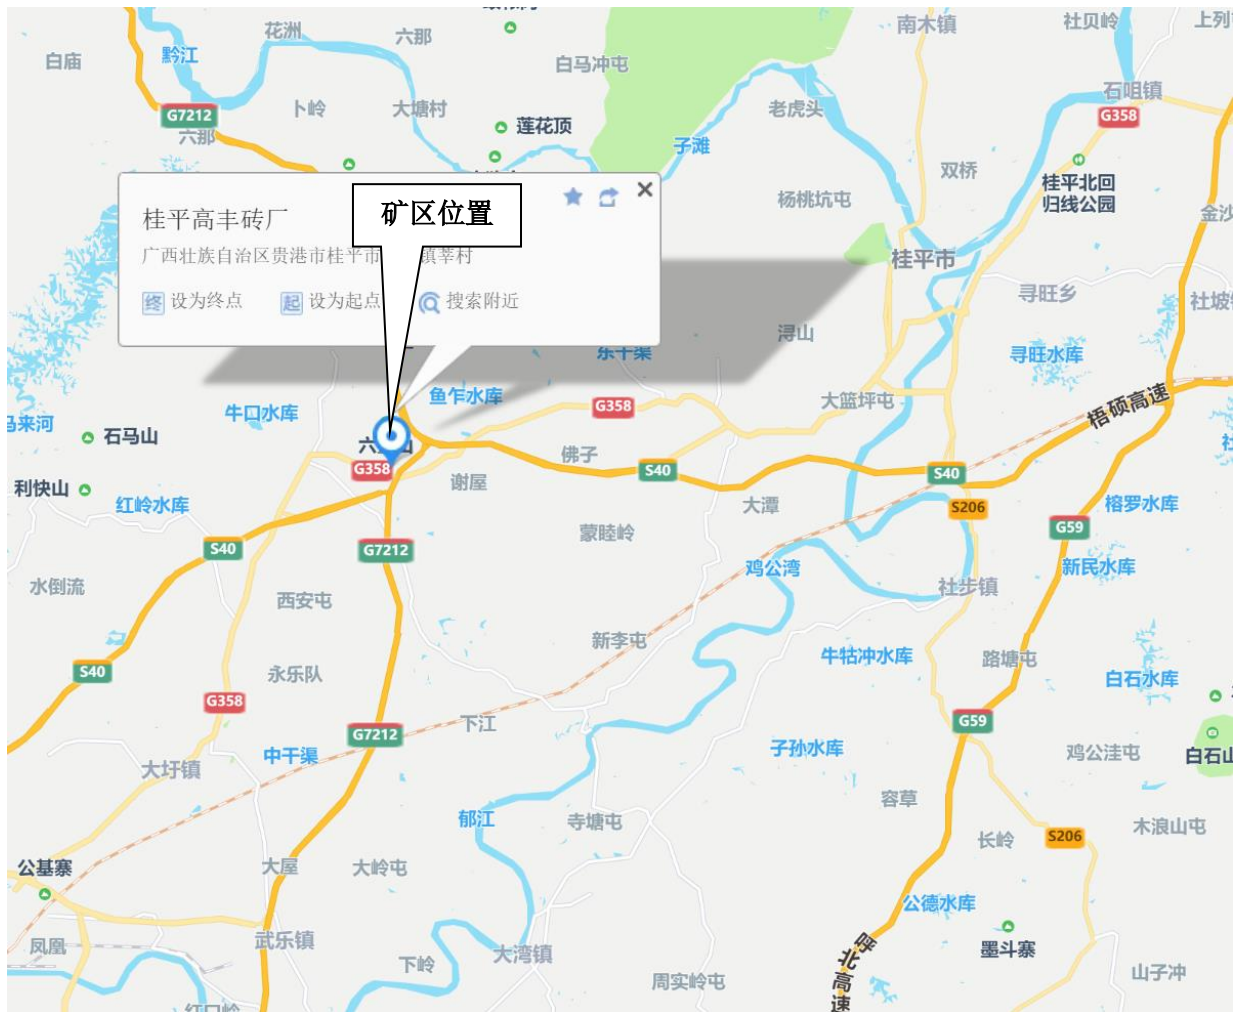 花洲
六那
南木镇
社贝岭
上列
白庙
黔江
白马冲屯
石咀镇
卜岭
大塘村
老虎头
G7212
G358
六那
莲花顶
子滩
双桥
桂平北回
归线公园
杨桃坑屯
金沙
桂平高丰砖厂
矿区位置
广西壮族自治区贵港市桂平市
镇莘村
终 设为终点
起 设为起点
搜索附近
桂平市
寻旺乡
社坡
浔山
东干渠
寻旺水库
鱼乍水库
牛口水库
G358
大篮坪屯
梧硕高速
马来河
石马山
六
山
G358
佛子
S40
S40
利快山
谢屋
红岭水库
大潭
S206
榕罗水库
G59
蒙睦岭
S40
G7212
鸡公湾
新民水库
水倒流
西安屯
社步镇
新李屯
牛牯冲水库
路塘屯
S40
永乐队
白石水库
G358
下江
G59
G7212
中干渠
子孙水库
鸡公洼屯
白石山
大圩镇
容草
郁江
寺塘屯
长岭
S206
木浪山屯
公基寨
大屋
大岭屯
公德水库
凤凰
武乐镇
大湾镇
呼北高速
墨斗寨
下岭
周实岭屯
山子冲
红口岭